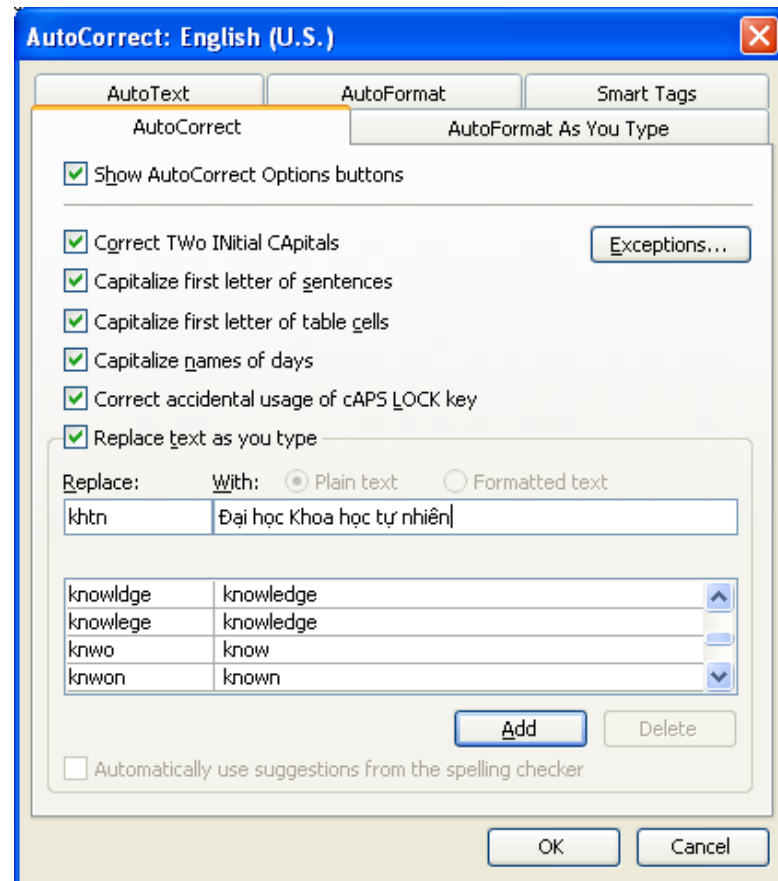 AutoCorrect: English (U.S.)
AutoText AutoFormat Smart Tags
AutoCorrect AutoFormat As You Type
Show AutoCorrect Options buttons
Correct TWo INitial CApitals Exceptions...
Capitalize first letter of sentences
Capitalize first letter of table cells
Capitalize names of days
Correct accidental usage of cAPS LOCK key
Replace text as you type
Replace: With: Plain text Formatted text
khtn Đại học Khoa học tự nhiên
knowldge knowledge
knowlege knowledge
knwo know
knwon known
Add Delete
Automatically use suggestions from the spelling checker
OK Cancel